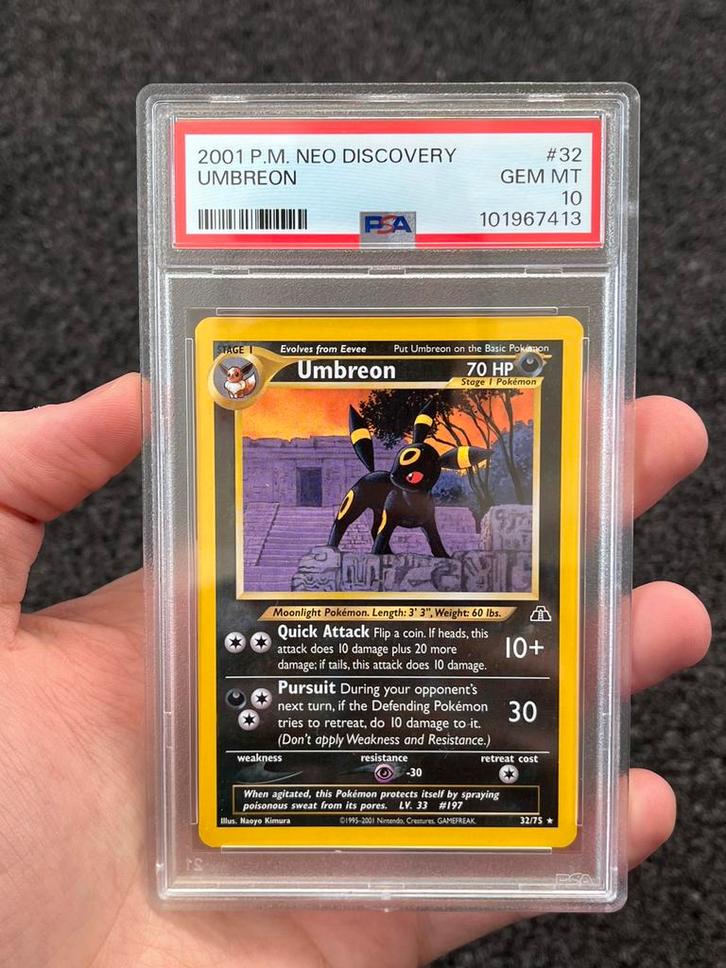 2001 P.M. NEO DISCOVERY #32
UMBREON GEM MT
10
PSA 101967413
STAGE 1 Evolves from Eevee Put Umbreon on the Basic Pokémon
Umbreon 70 HP
Stage 1 Pokémon
Moonlight Pokémon. Length: 3' 3", Weight: 60 lbs.
Quick Attack Flip a coin. If heads, this
attack does 10 damage plus 20 more
damage; if tails, this attack does 10 damage.
10+
Pursuit During your opponent's
next turn, if the Defending Pokémon
tries to retreat, do 10 damage to it.
(Don't apply Weakness and Resistance.)
30
weakness resistance retreat cost
-30
When agitated, this Pokémon protects itself by spraying
poisonous sweat from its pores. LV. 33 #197
Illus. Naoyo Kimura ©1995-2001 Nintendo, Creatures, GAMEFREAK. 32/75 ★
21 PSA